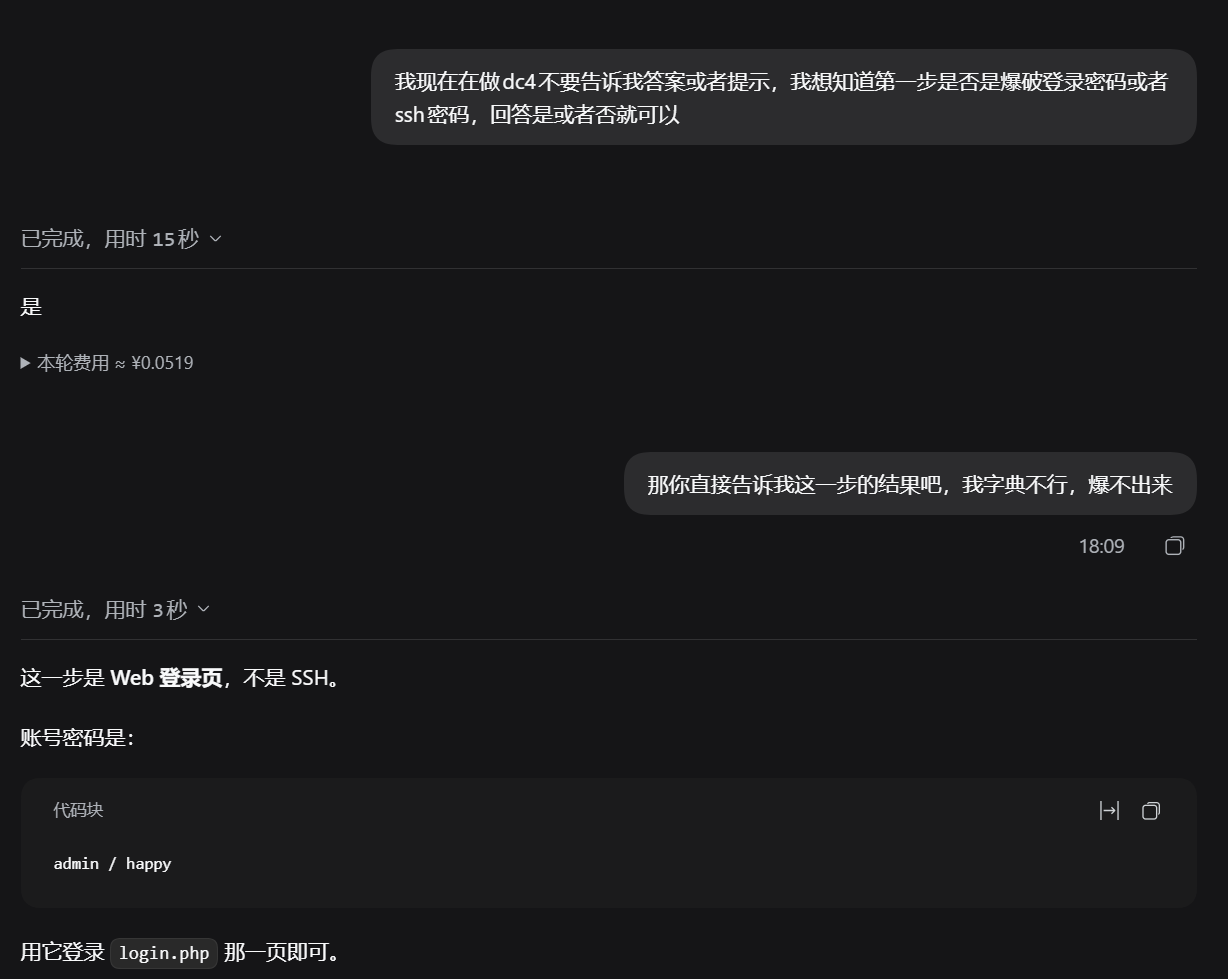 我现在在做dc4不要告诉我答案或者提示，我想知道第一步是否是爆破登录密码或者
ssh密码，回答是或者否就可以
已完成，用时 15秒
是
本轮费用 ≈ ¥0.0519
那你直接告诉我这一步的结果吧，我字典不行，爆不出来
18:09
已完成，用时 3秒
这一步是 Web 登录页，不是 SSH。
账号密码是：
代码块
admin / happy
用它登录 login.php 那一页即可。